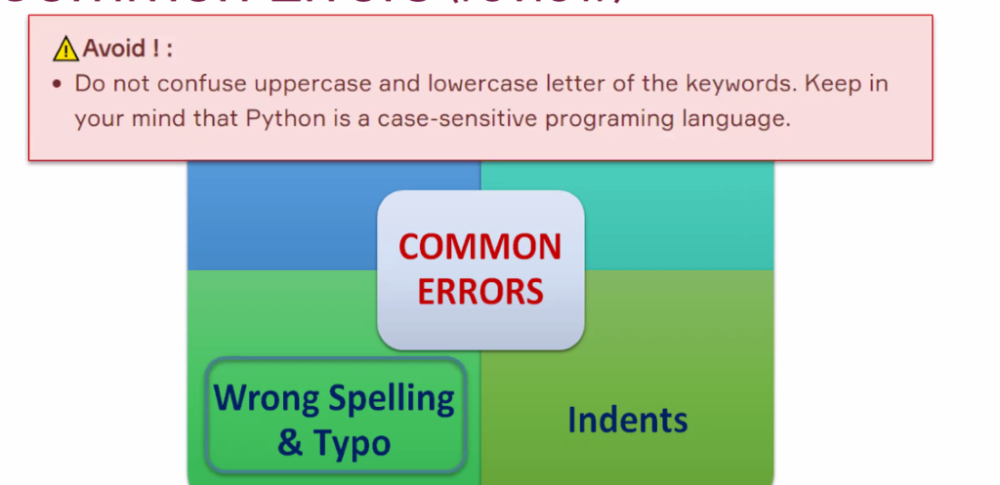 Avoid ! :
• Do not confuse uppercase and lowercase letter of the keywords. Keep in
your mind that Python is a case-sensitive programing language.
COMMON
ERRORS
Wrong Spelling
& Typo
Indents